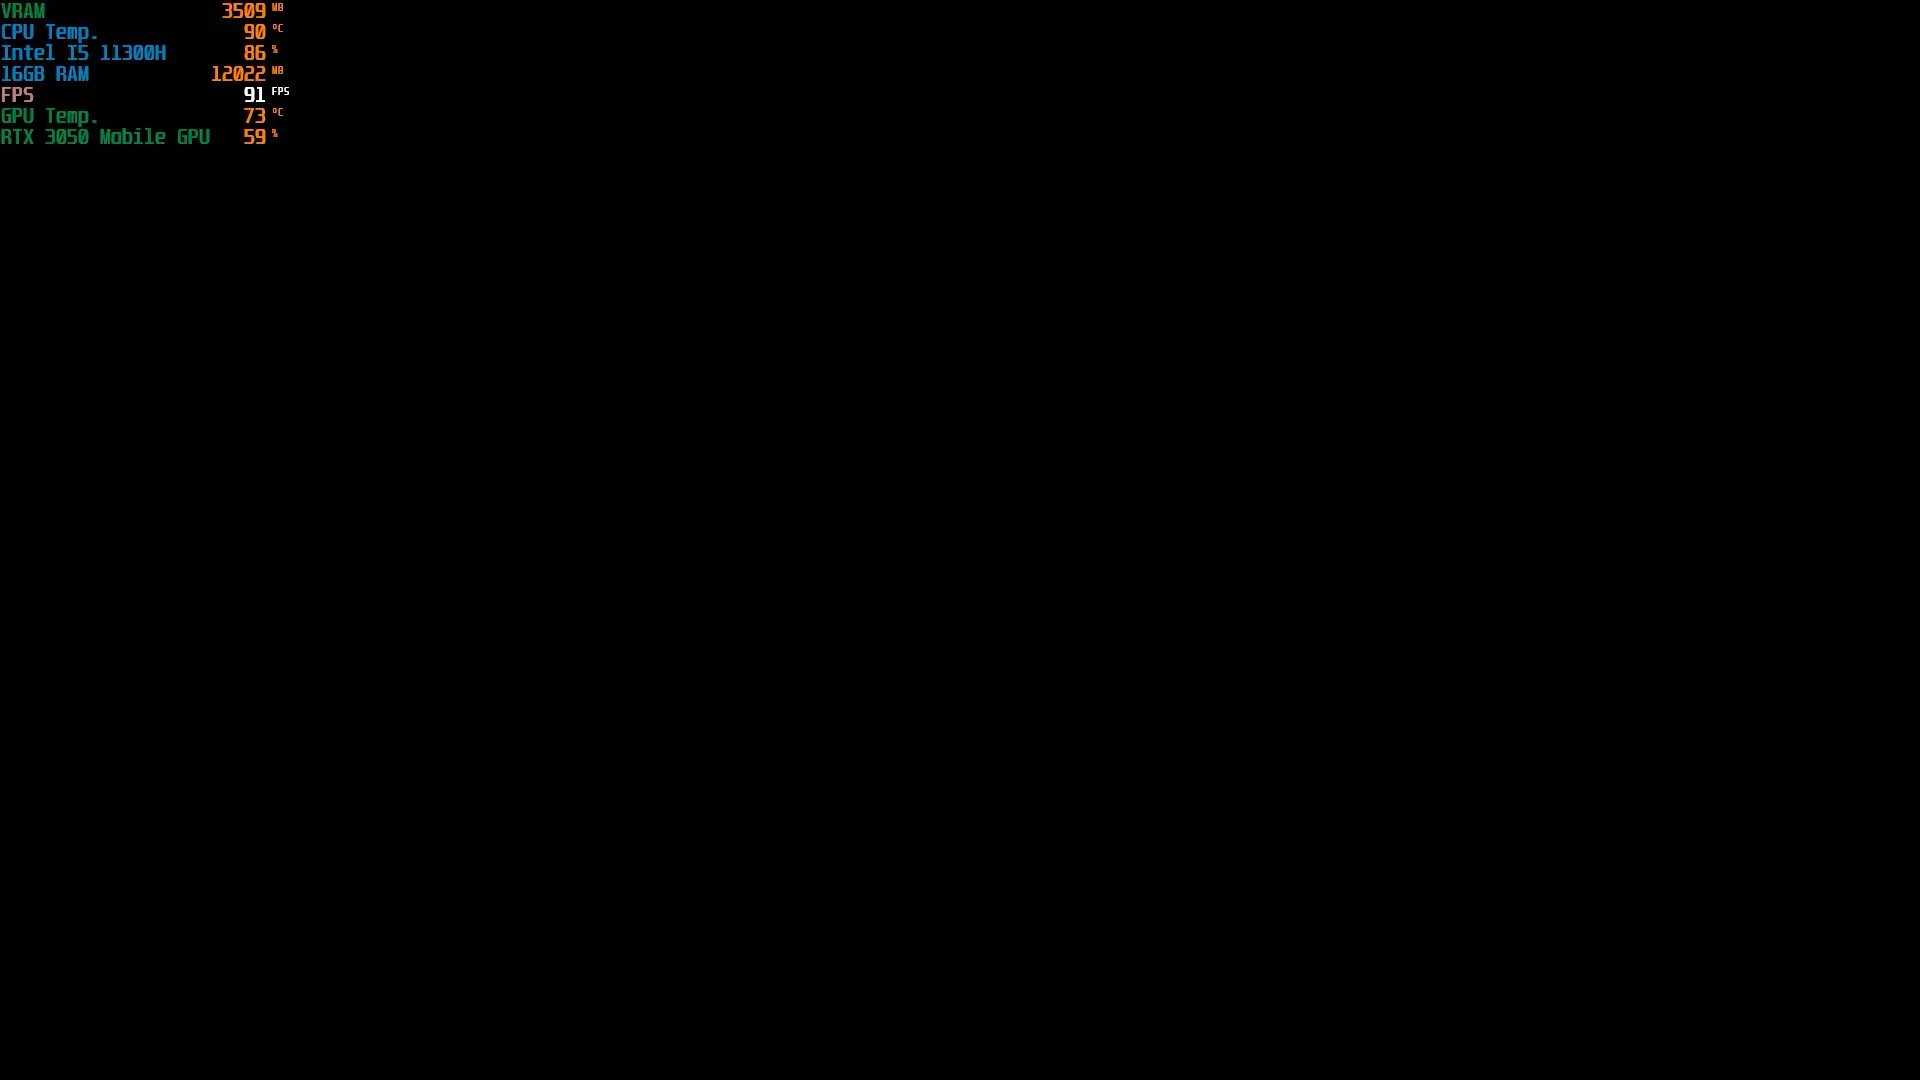 VRAM 3509 MB
CPU Temp. 90 °C
Intel I5 11300H 86 %
16GB RAM 12022 MB
FPS 91 FPS
GPU Temp. 73 °C
RTX 3050 Mobile GPU 59 %